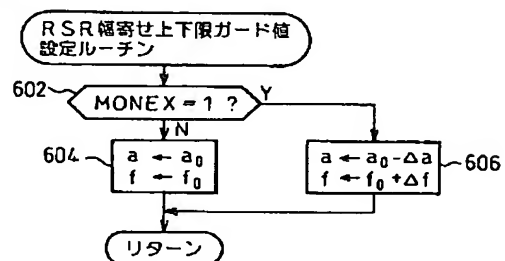 RSR幅寄せ上下限ガード値
設定ルーチン
602
MONEX=1 ?
Y
N
604
a ← a₀
f ← f₀
a ← a₀-Δa
f ← f₀+Δf
606
リターン